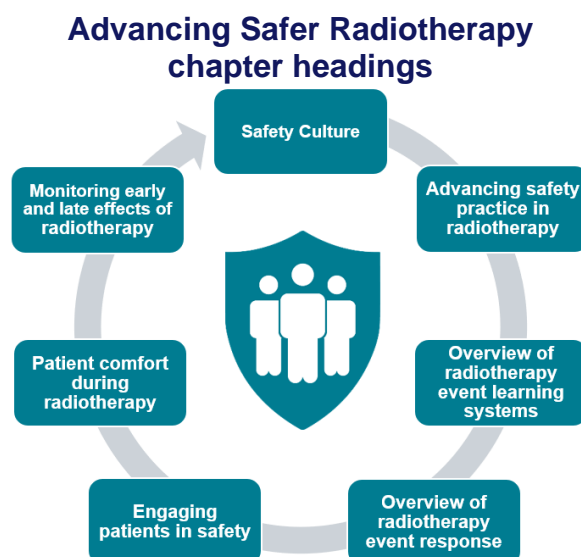 Advancing Safer Radiotherapy
chapter headings
Safety Culture
Advancing safety
practice in
radiotherapy
Overview of
radiotherapy
event learning
systems
Overview of
radiotherapy
event response
Engaging
patients in safety
Patient comfort
during
radiotherapy
Monitoring early
and late effects of
radiotherapy